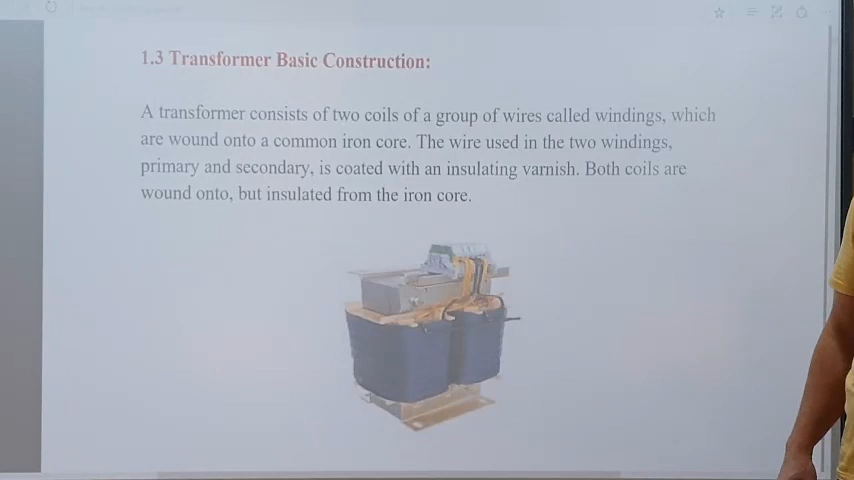 1.3 Transformer Basic Construction:
A transformer consists of two coils of a group of wires called windings, which
are wound onto a common iron core. The wire used in the two windings,
primary and secondary, is coated with an insulating varnish. Both coils are
wound onto, but insulated from the iron core.